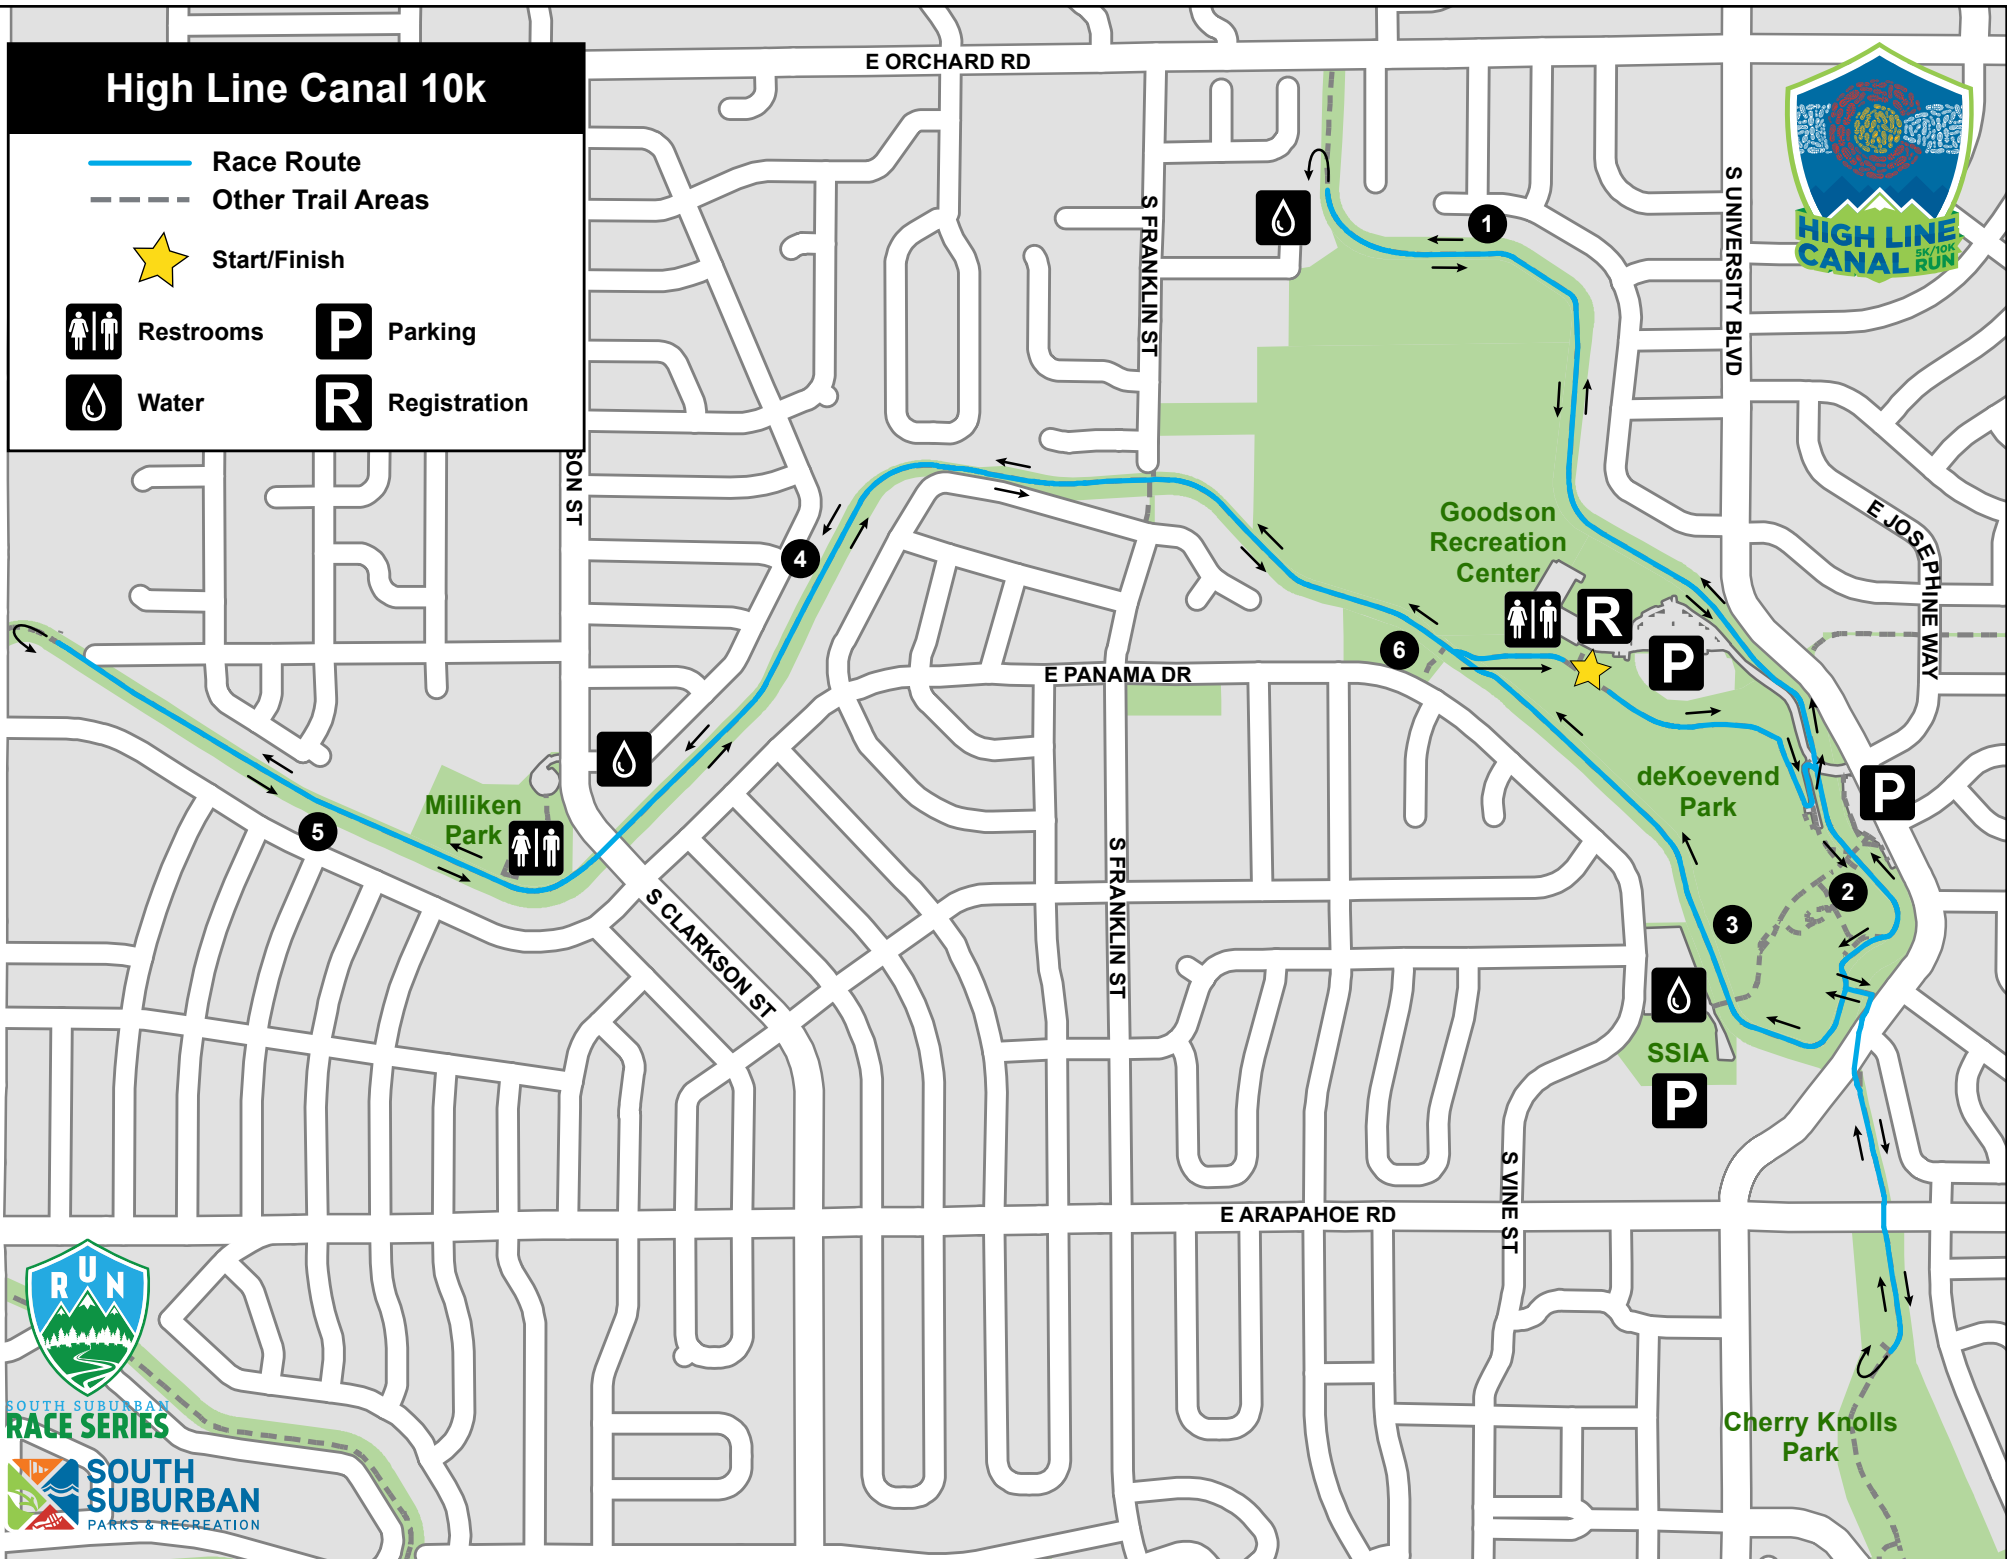 High Line Canal 10k
Race Route
Other Trail Areas
Start/Finish
Restrooms
P
Parking
Water
R
Registration
E ORCHARD RD
S FRANKLIN ST
S UNIVERSITY BLVD
HIGH LINE
CANAL
5K/10K
RUN
1
SON ST
4
Goodson
Recreation
Center
E JOSEPHINE WAY
R
P
6
E PANAMA DR
deKoevend
Park
P
Milliken
Park
5
S CLARKSON ST
S FRANKLIN ST
2
3
SSIA
P
S VINE ST
E ARAPAHOE RD
RUN
SOUTH SUBURBAN
RACE SERIES
SOUTH
SUBURBAN
PARKS & RECREATION
Cherry Knolls
Park